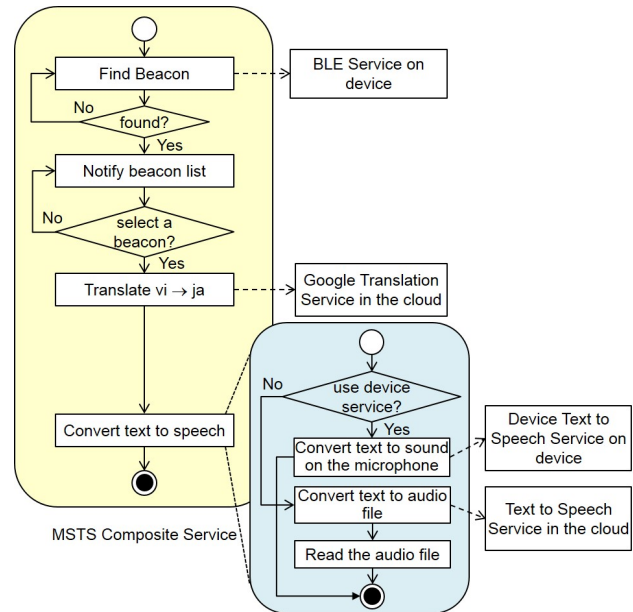 Find Beacon
BLE Service on
device
No
found?
Yes
Notify beacon list
No
select a
beacon?
Yes
Translate vi → ja
Google Translation
Service in the cloud
Convert text to speech
MSTS Composite Service
No
use device
service?
Yes
Convert text to sound
on the microphone
Device Text to
Speech Service on
device
Convert text to audio
file
Text to Speech
Service in the cloud
Read the audio file